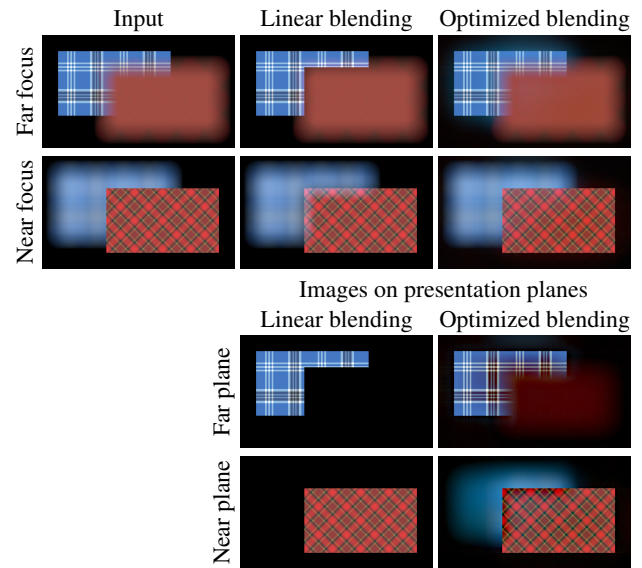 Input Linear blending Optimized blending
Far focus
Near focus
Images on presentation planes
Linear blending Optimized blending
Far plane
Near plane